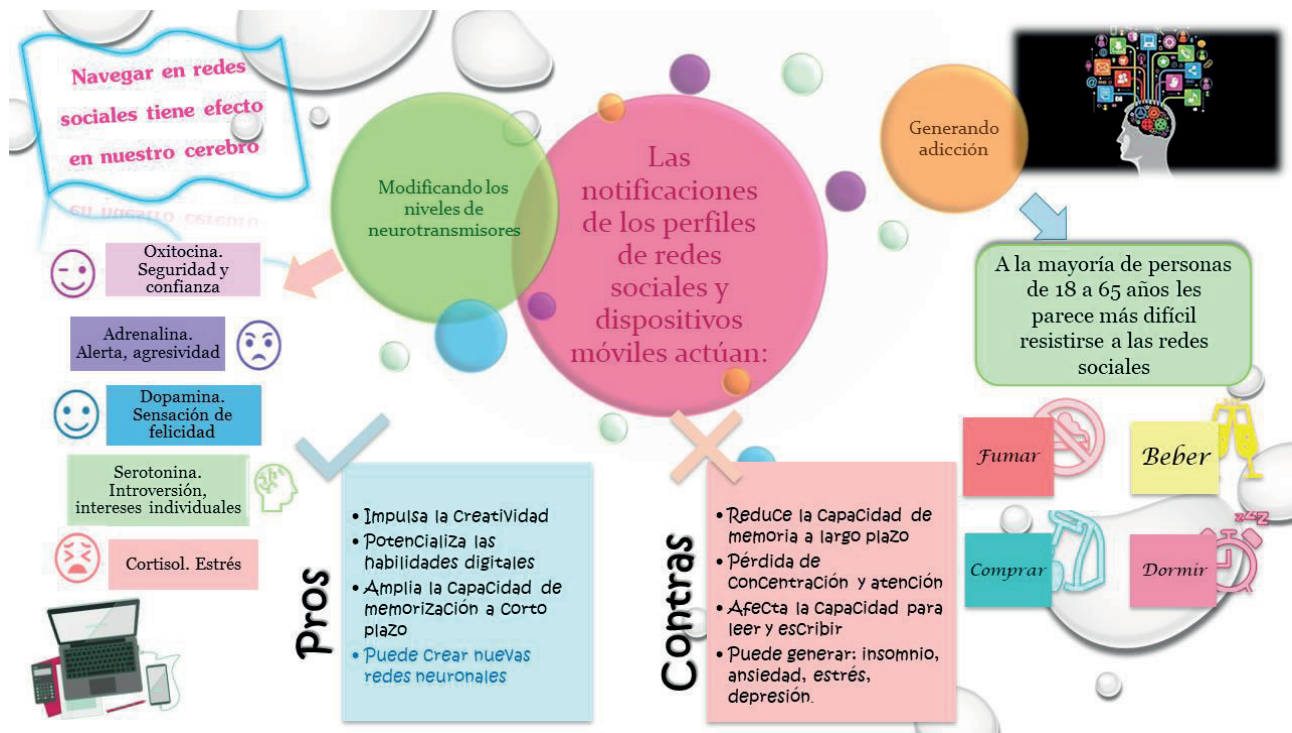 Navegar en redes
sociales tiene efecto
en nuestro cerebro
Modificando los
niveles de
neurotransmisores
Las
notificaciones
de los perfiles
de redes
sociales y
dispositivos
móviles actúan:
Generando
adicción
Oxitocina.
Seguridad y
confianza
Adrenalina.
Alerta, agresividad
Dopamina.
Sensación de
felicidad
Serotonina.
Introversión,
intereses individuales
Cortisol. Estrés
A la mayoría de personas
de 18 a 65 años les
parece más difícil
resistirse a las redes
sociales
Fumar
Beber
Comprar
Dormir
zzZ
Pros
• Impulsa la creatividad
• Potencializa las
habilidades digitales
• Amplia la capacidad de
memorización a corto
plazo
• Puede crear nuevas
redes neuronales
Contras
• Reduce la capacidad de
memoria a largo plazo
• Pérdida de
concentración y atención
• Afecta la capacidad para
leer y escribir
• Puede generar: insomnio,
ansiedad, estrés,
depresión.